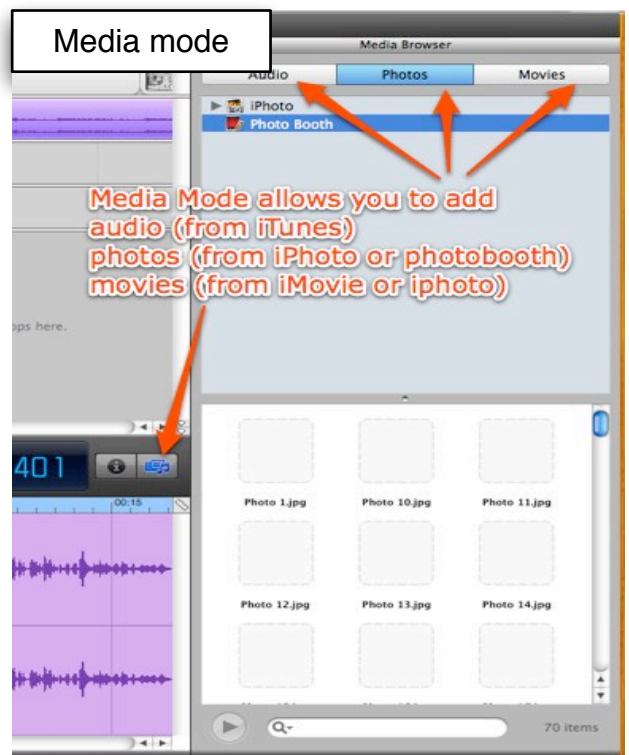 Media mode
Media Browser
Audio Photos Movies
iPhoto
Photo Booth
Media Mode allows you to add
audio (from iTunes)
photos (from iPhoto or photobooth)
movies (from iMovie or iphoto)
ops here.
401
00:15
Photo 1.jpg Photo 10.jpg Photo 11.jpg
Photo 12.jpg Photo 13.jpg Photo 14.jpg
70 items